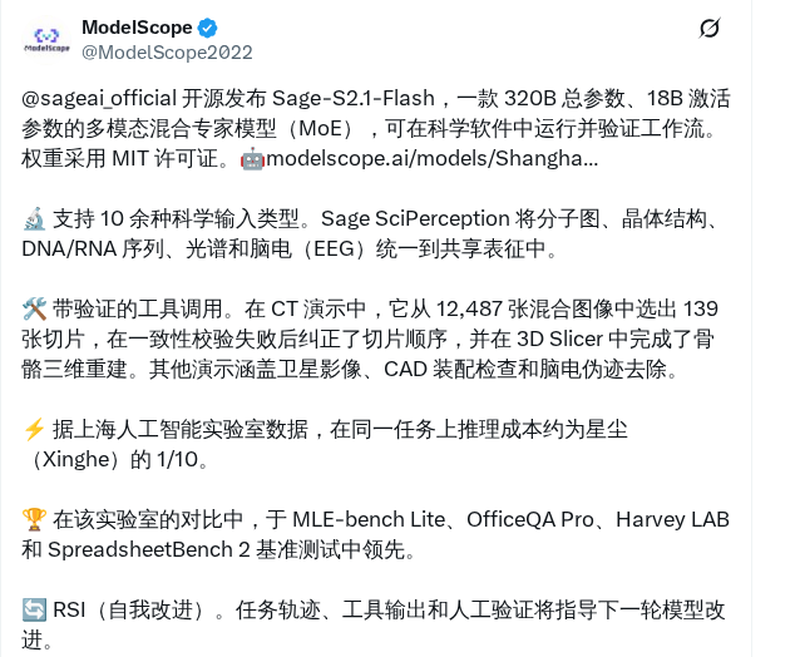 ModelScope
@ModelScope2022
ModelScope
@sageai_official 开源发布 Sage-S2.1-Flash，一款 320B 总参数、18B 激活
参数的多模态混合专家模型（MoE），可在科学软件中运行并验证工作流。
权重采用 MIT 许可证。🤖modelscope.ai/models/Shangha...
🔬 支持 10 余种科学输入类型。Sage SciPerception 将分子图、晶体结构、
DNA/RNA 序列、光谱和脑电（EEG）统一到共享表征中。
🛠️ 带验证的工具调用。在 CT 演示中，它从 12,487 张混合图像中选出 139
张切片，在一致性校验失败后纠正了切片顺序，并在 3D Slicer 中完成了骨
骼三维重建。其他演示涵盖卫星影像、CAD 装配检查和脑电伪迹去除。
⚡ 据上海人工智能实验室数据，在同一任务上推理成本约为星尘
（Xinghe）的 1/10。
🏆 在该实验室的对比中，于 MLE-bench Lite、OfficeQA Pro、Harvey LAB
和 SpreadsheetBench 2 基准测试中领先。
🔄 RSI（自我改进）。任务轨迹、工具输出和人工验证将指导下一轮模型改
进。